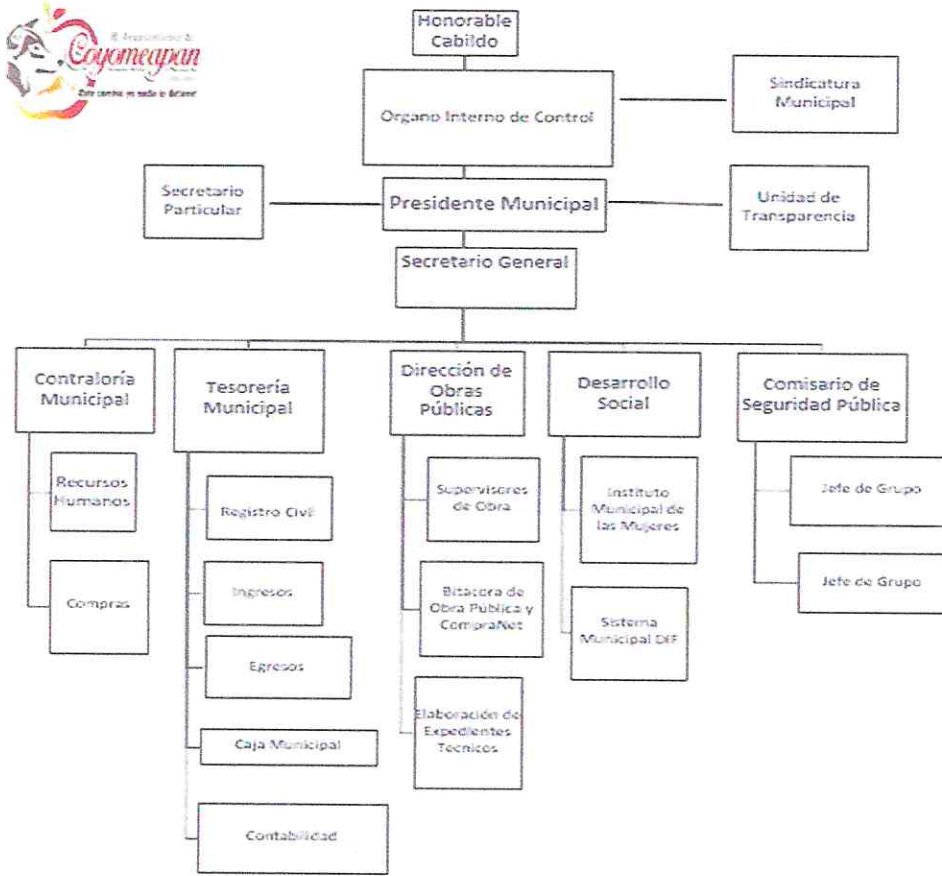 H. Ayuntamiento de
Coyomeapan
Honorable
Cabildo
Organo Interno de Control
Sindicatura
Municipal
Secretario
Particular
Presidente Municipal
Unidad de
Transparencia
Secretario General
Contraloría
Municipal
Tesorería
Municipal
Dirección de
Obras
Públicas
Desarrollo
Social
Comisario de
Seguridad Pública
Recursos
Humanos
Compras
Registro Civil
Ingresos
Egresos
Caja Municipal
Contabilidad
Supervisores
de Obra
Bitacora de
Obra Pública y
CompraNet
Elaboración de
Expedientes
Tecnicos
Instituto
Municipal de
las Mujeres
Sistema
Municipal DIF
Jefe de Grupo
Jefe de Grupo